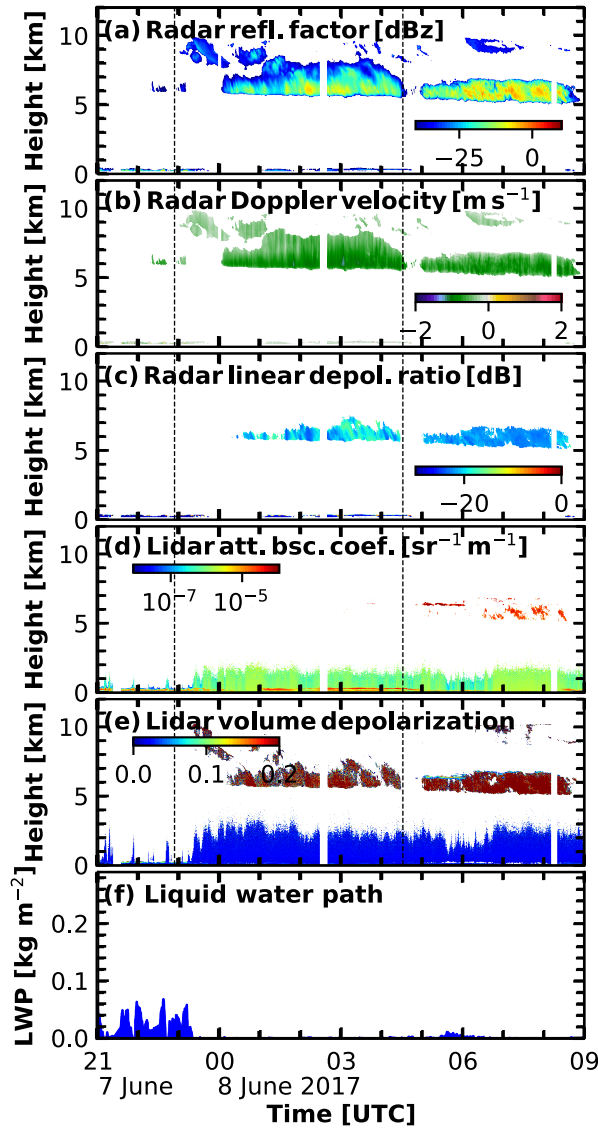 (a) Radar refl. factor [dBz]
Height [km]
10
5
0
−25 0
(b) Radar Doppler velocity [m s⁻¹]
Height [km]
10
5
0
−2 0 2
(c) Radar linear depol. ratio [dB]
Height [km]
10
5
0
−20 0
(d) Lidar att. bsc. coef. [sr⁻¹ m⁻¹]
Height [km]
10
5
0
10⁻⁷ 10⁻⁵
(e) Lidar volume depolarization
Height [km]
10
5
0
0.0 0.1 0.2
(f) Liquid water path
LWP [kg m⁻²]
0.2
0.1
0.0
21 00 03 06 09
7 June 8 June 2017
Time [UTC]